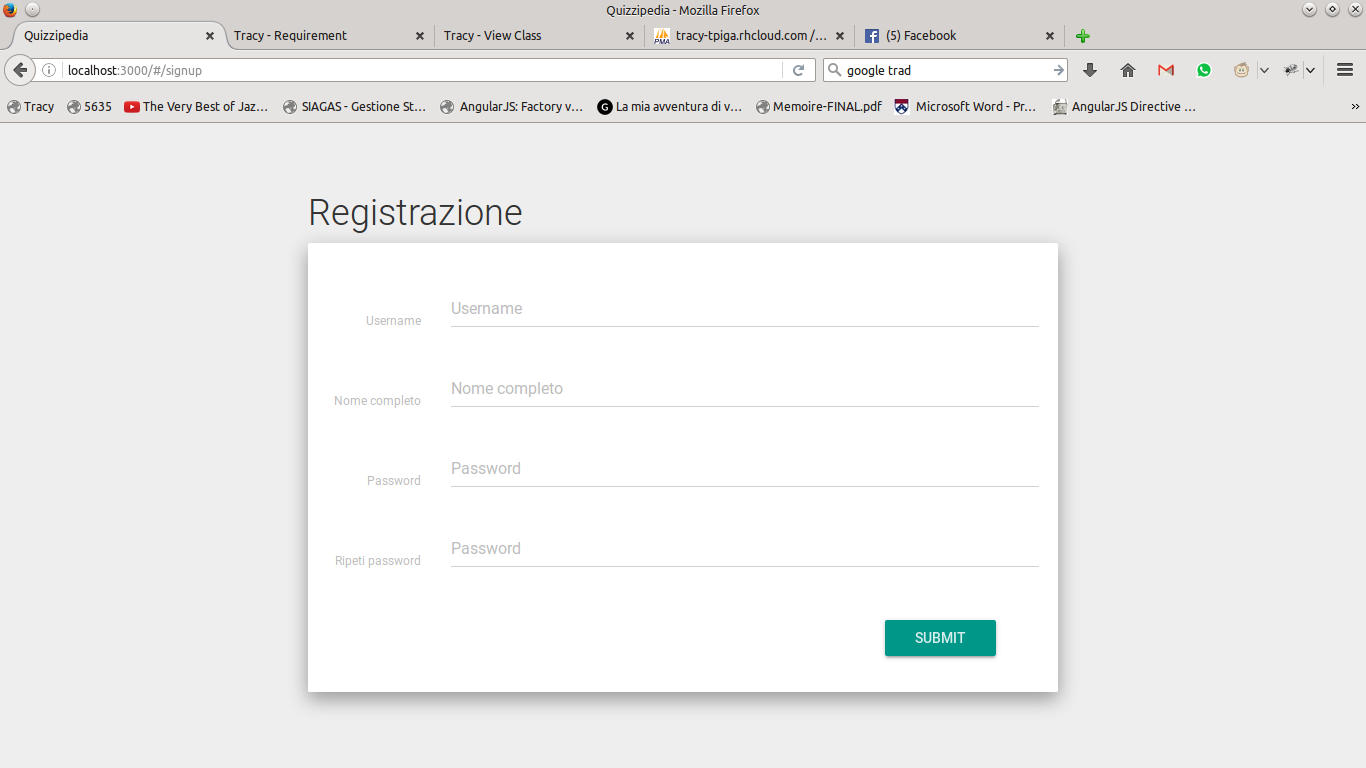 Quizzipedia - Mozilla Firefox
Quizzipedia
Tracy - Requirement
Tracy - View Class
PMA
tracy-tpiga.rhcloud.com /...
(5) Facebook
localhost:3000/#/signup
google trad
Tracy
5635
The Very Best of Jaz...
SIAGAS - Gestione St...
AngularJS: Factory v...
G
La mia avventura di v...
Memoire-FINAL.pdf
Microsoft Word - Pr...
AngularJS Directive ...
Registrazione
Username
Username
Nome completo
Nome completo
Password
Password
Ripeti password
Password
SUBMIT